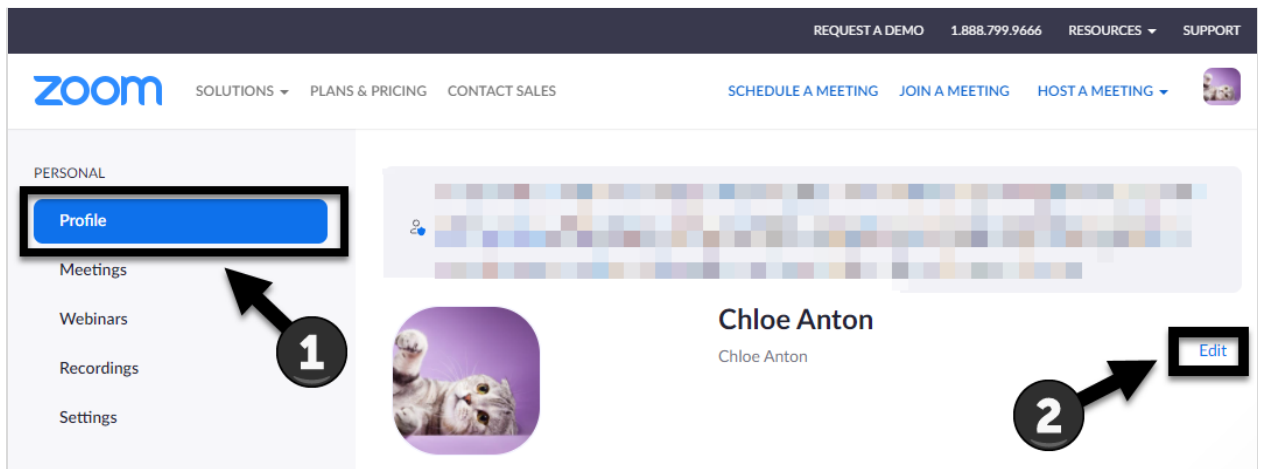 REQUEST A DEMO 1.888.799.9666 RESOURCES SUPPORT
zoom SOLUTIONS PLANS & PRICING CONTACT SALES SCHEDULE A MEETING JOIN A MEETING HOST A MEETING
PERSONAL
Profile
Meetings
Webinars
Recordings
Settings
1
Chloe Anton
Chloe Anton
Edit
2